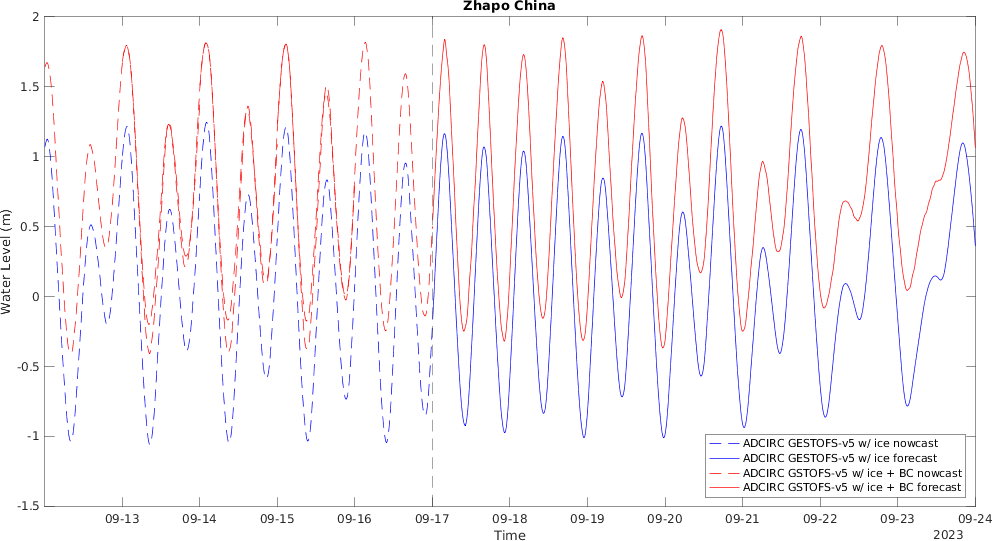 Zhapo China
2
1.5
1
0.5
0
-0.5
-1
-1.5
Water Level (m)
ADCIRC GESTOFS-v5 w/ ice nowcast
ADCIRC GESTOFS-v5 w/ ice forecast
ADCIRC GSTOFS-v5 w/ ice + BC nowcast
ADCIRC GSTOFS-v5 w/ ice + BC forecast
09-13 09-14 09-15 09-16 09-17 09-18 09-19 09-20 09-21 09-22 09-23 09-24
Time
2023